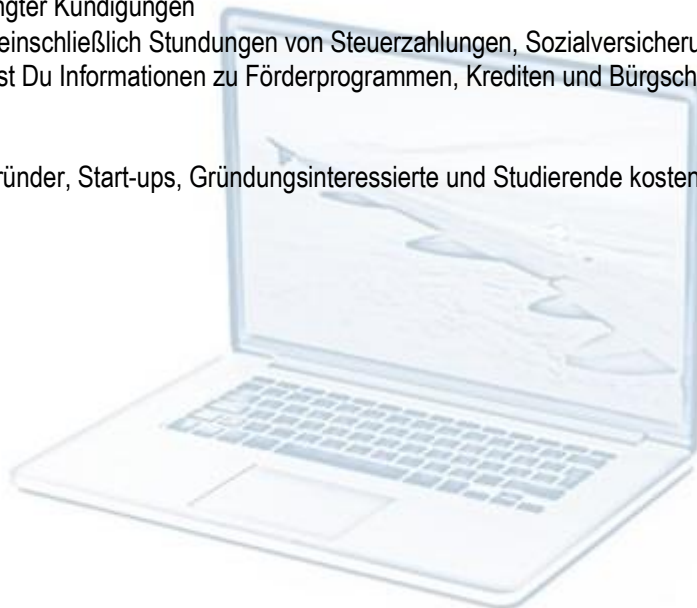 ngter Kündigungen
einschließlich Stundungen von Steuerzahlungen, Sozialversicheru
st Du Informationen zu Förderprogrammen, Krediten und Bürgsch
ründer, Start-ups, Gründungsinteressierte und Studierende kosten